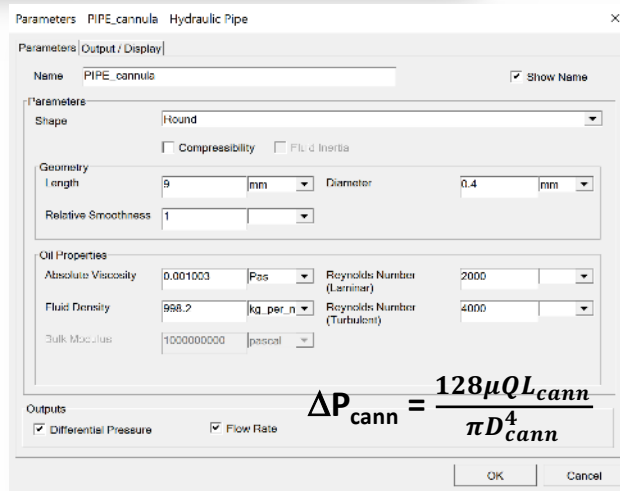 Parameters PIPE_cannula Hydraulic Pipe ×
Parameters Output / Display
Name PIPE_cannula Show Name
Parameters
Shape Round
Compressibility Fluid Inertia
Geometry
Length 9 mm Diameter 0.4 mm
Relative Smoothness 1
Oil Properties
Absolute Viscosity 0.001003 Pas Reynolds Number (Laminar) 2000
Fluid Density 998.2 kg_per_n Reynolds Number (Turbulent) 4000
Bulk Modulus 1000000000 pascal
ΔP_cann = 128μQL_cann / πD⁴_cann
Outputs
Differential Pressure Flow Rate
OK Cancel